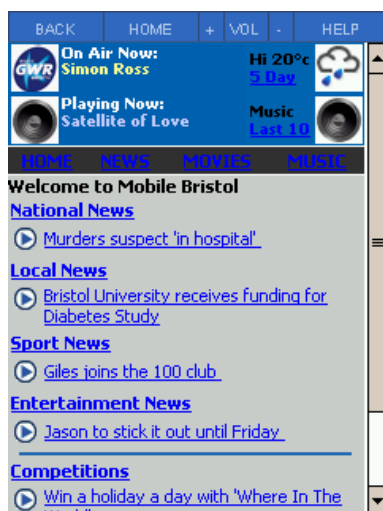 BACK HOME + VOL - HELP
GWR On Air Now: Hi 20°c
Simon Ross 5 Day
Playing Now: Music
Satellite of Love Last 10
HOME NEWS MOVIES MUSIC
Welcome to Mobile Bristol
National News
Murders suspect 'in hospital'
Local News
Bristol University receives funding for
Diabetes Study
Sport News
Giles joins the 100 club
Entertainment News
Jason to stick it out until Friday
Competitions
Win a holiday a day with 'Where In The